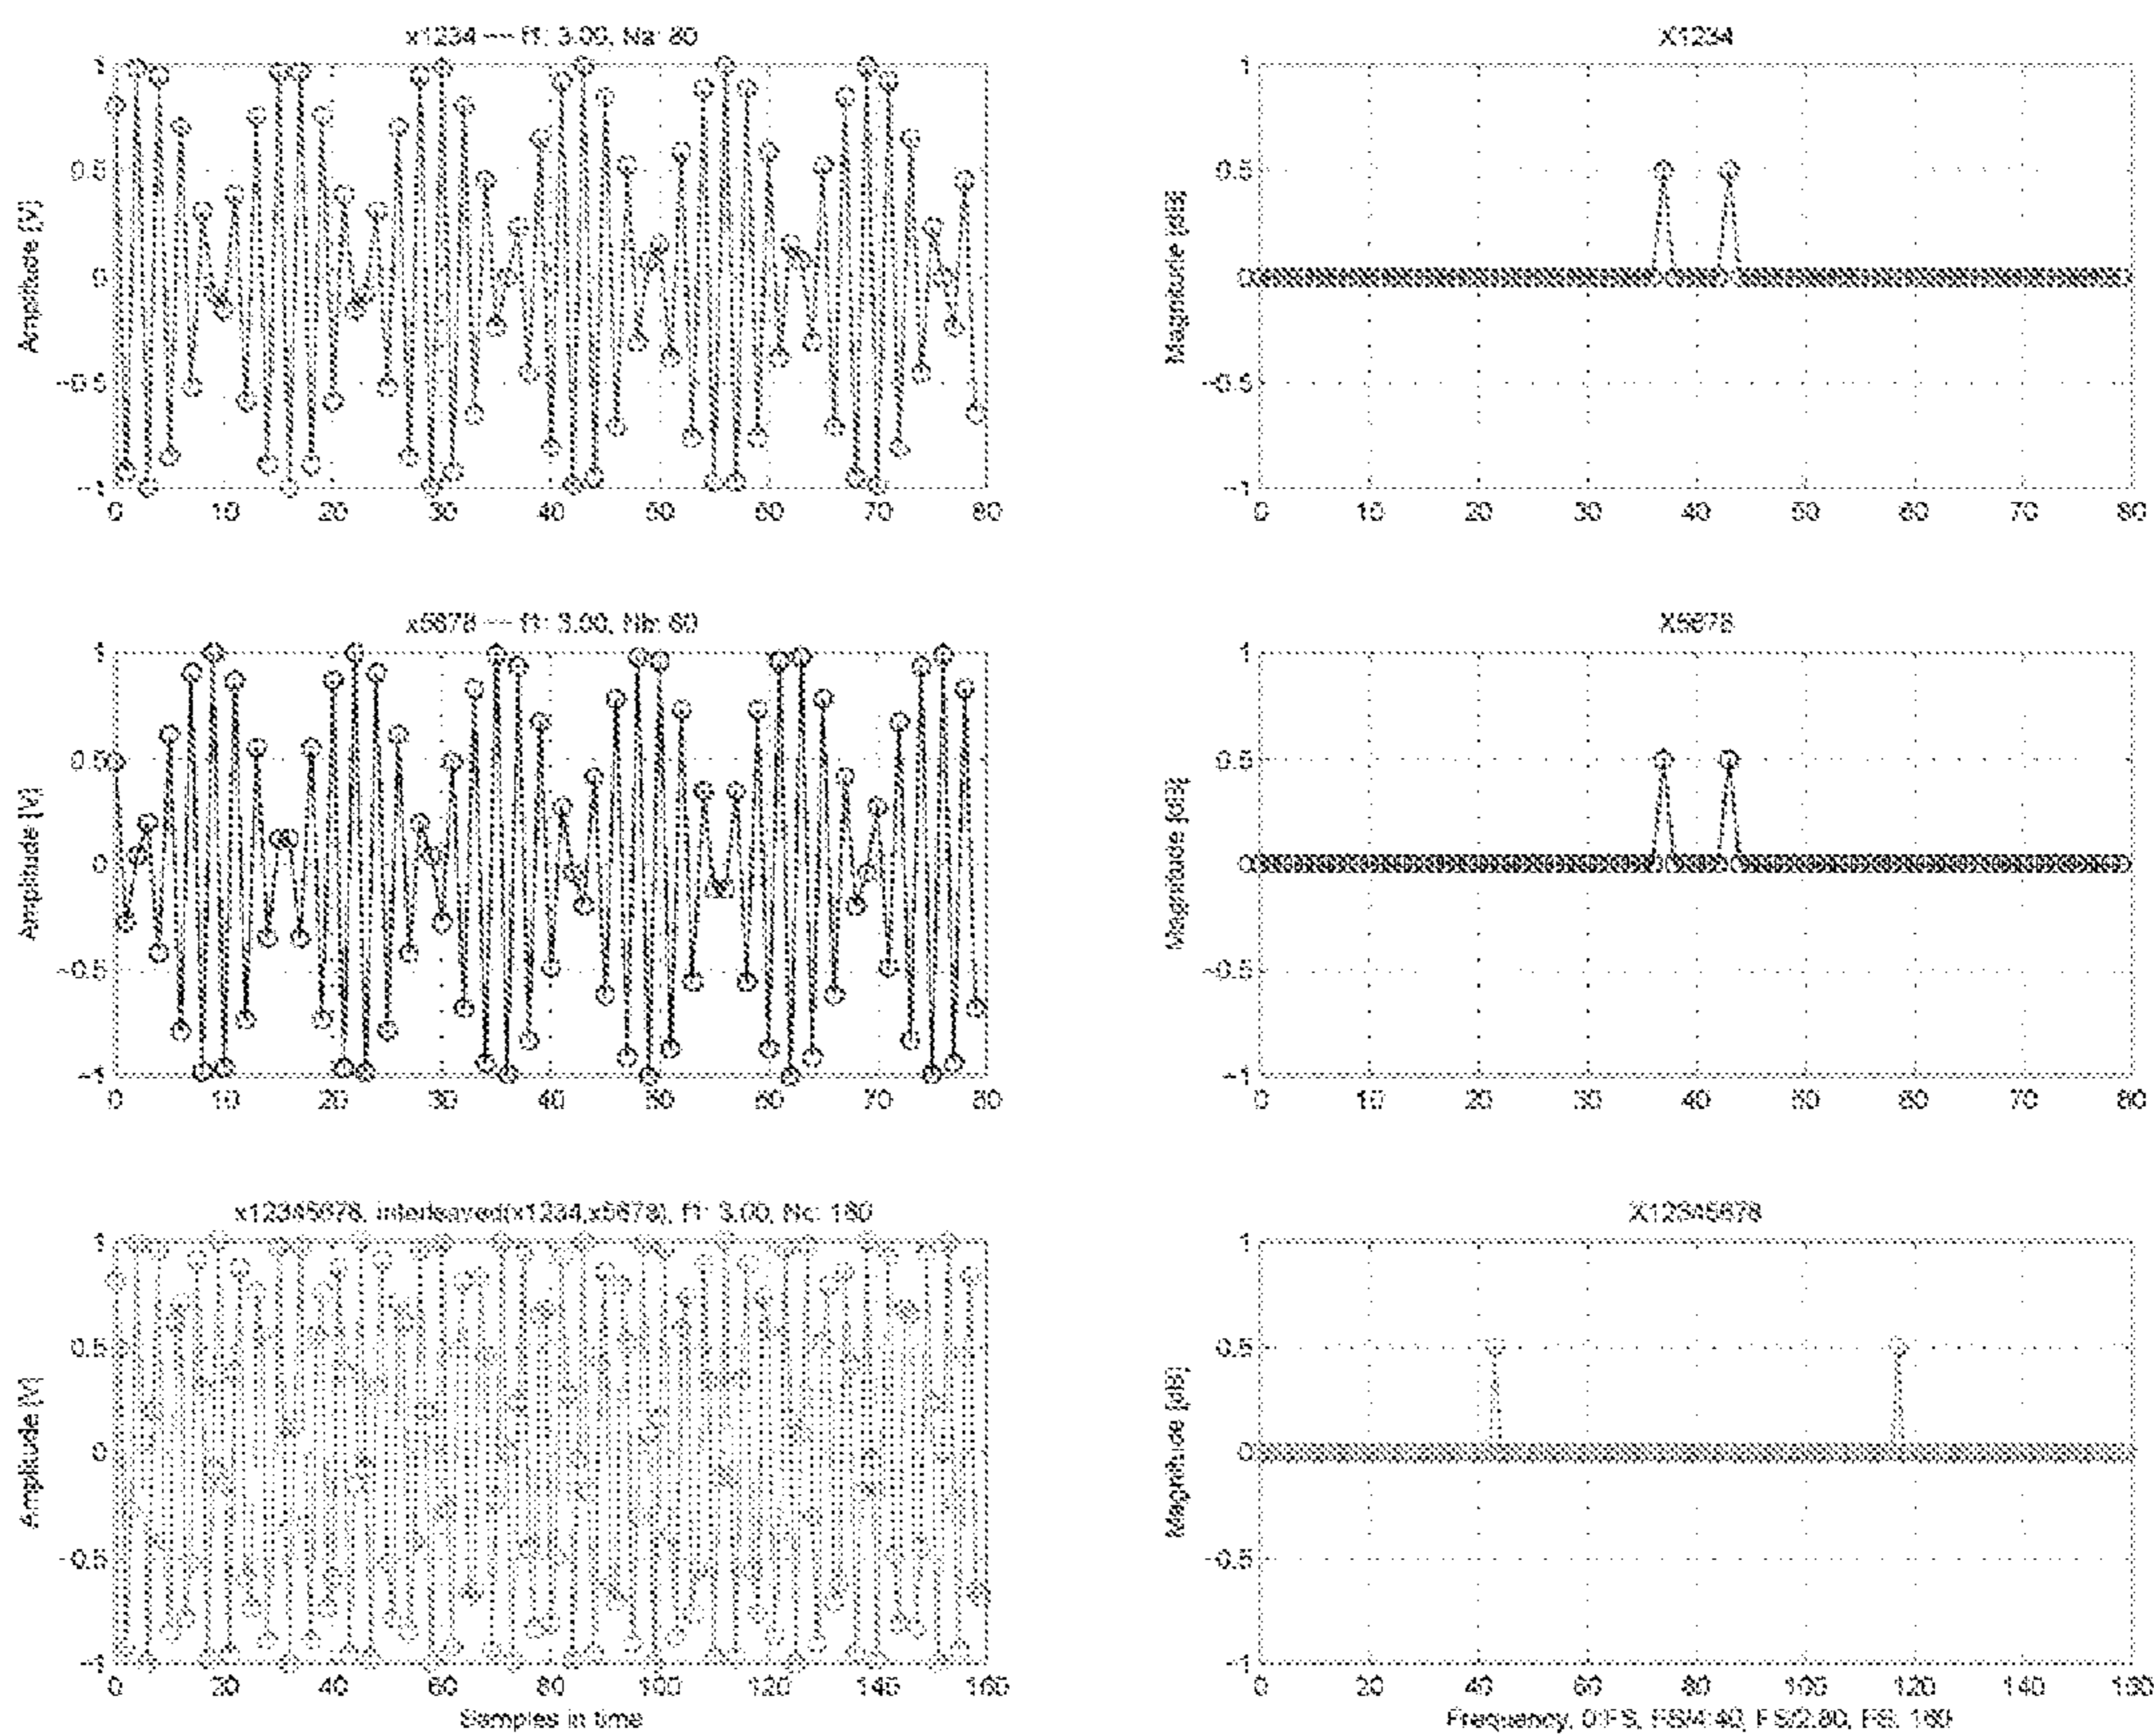 x1234 --- f1: 3.00, Na: 80
Amplitude [V]
1
0.5
0
-0.5
-1
0 10 20 30 40 50 60 70 80
X1234
Magnitude [dB]
1
0.5
0
-0.5
-1
0 10 20 30 40 50 60 70 80
x5678 --- f1: 3.00, Nb: 80
Amplitude [V]
1
0.5
0
-0.5
-1
0 10 20 30 40 50 60 70 80
X5678
Magnitude [dB]
1
0.5
0
-0.5
-1
0 10 20 30 40 50 60 70 80
x12345678, interleaved(x1234,x5678), f1: 3.00, Nc: 160
Amplitude [V]
1
0.5
0
-0.5
-1
0 20 40 60 80 100 120 140 160
Samples in time
X12345678
Magnitude [dB]
1
0.5
0
-0.5
-1
0 20 40 60 80 100 120 140 160
Frequency, 0:FS, FS/4:40, FS/2:80, FS: 160